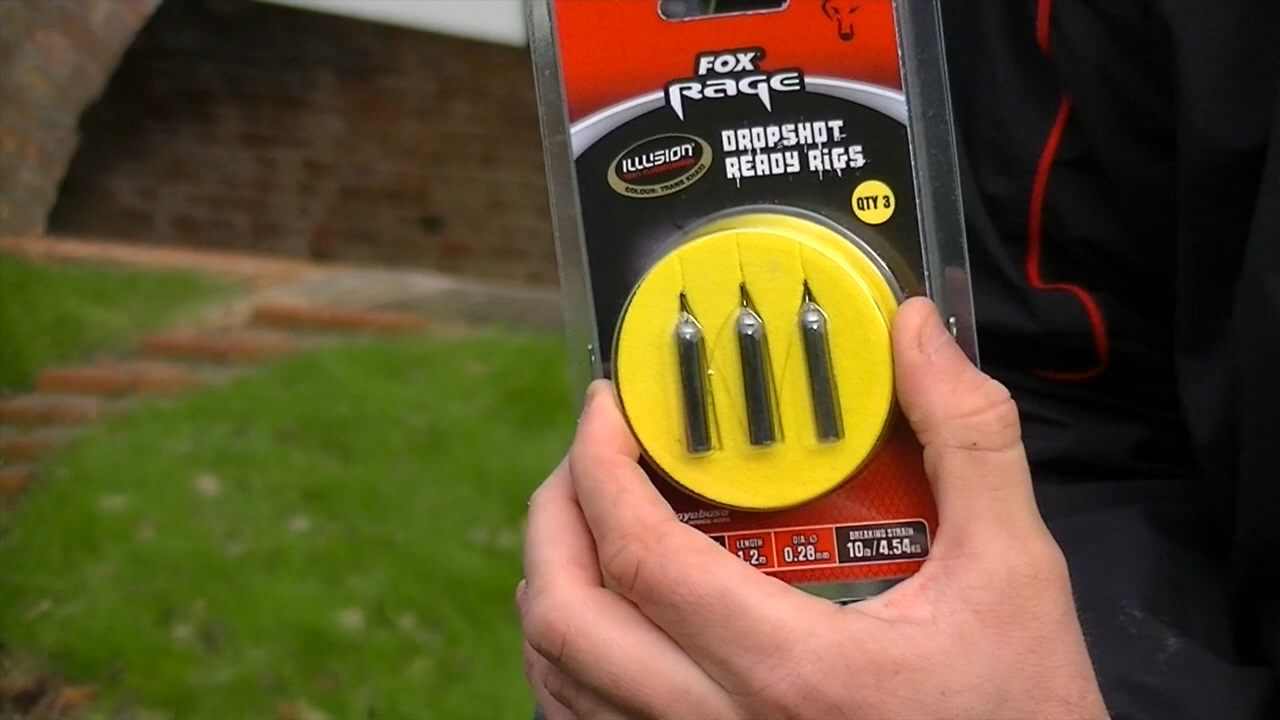 FOX
RAGE
ILLUSION
COLOUR: TRANS KHAKI
DROPSHOT
READY RIGS
QTY 3
LENGTH
1.2m
DIA. Ø
0.28mm
BREAKING STRAIN
10lb/4.54KG